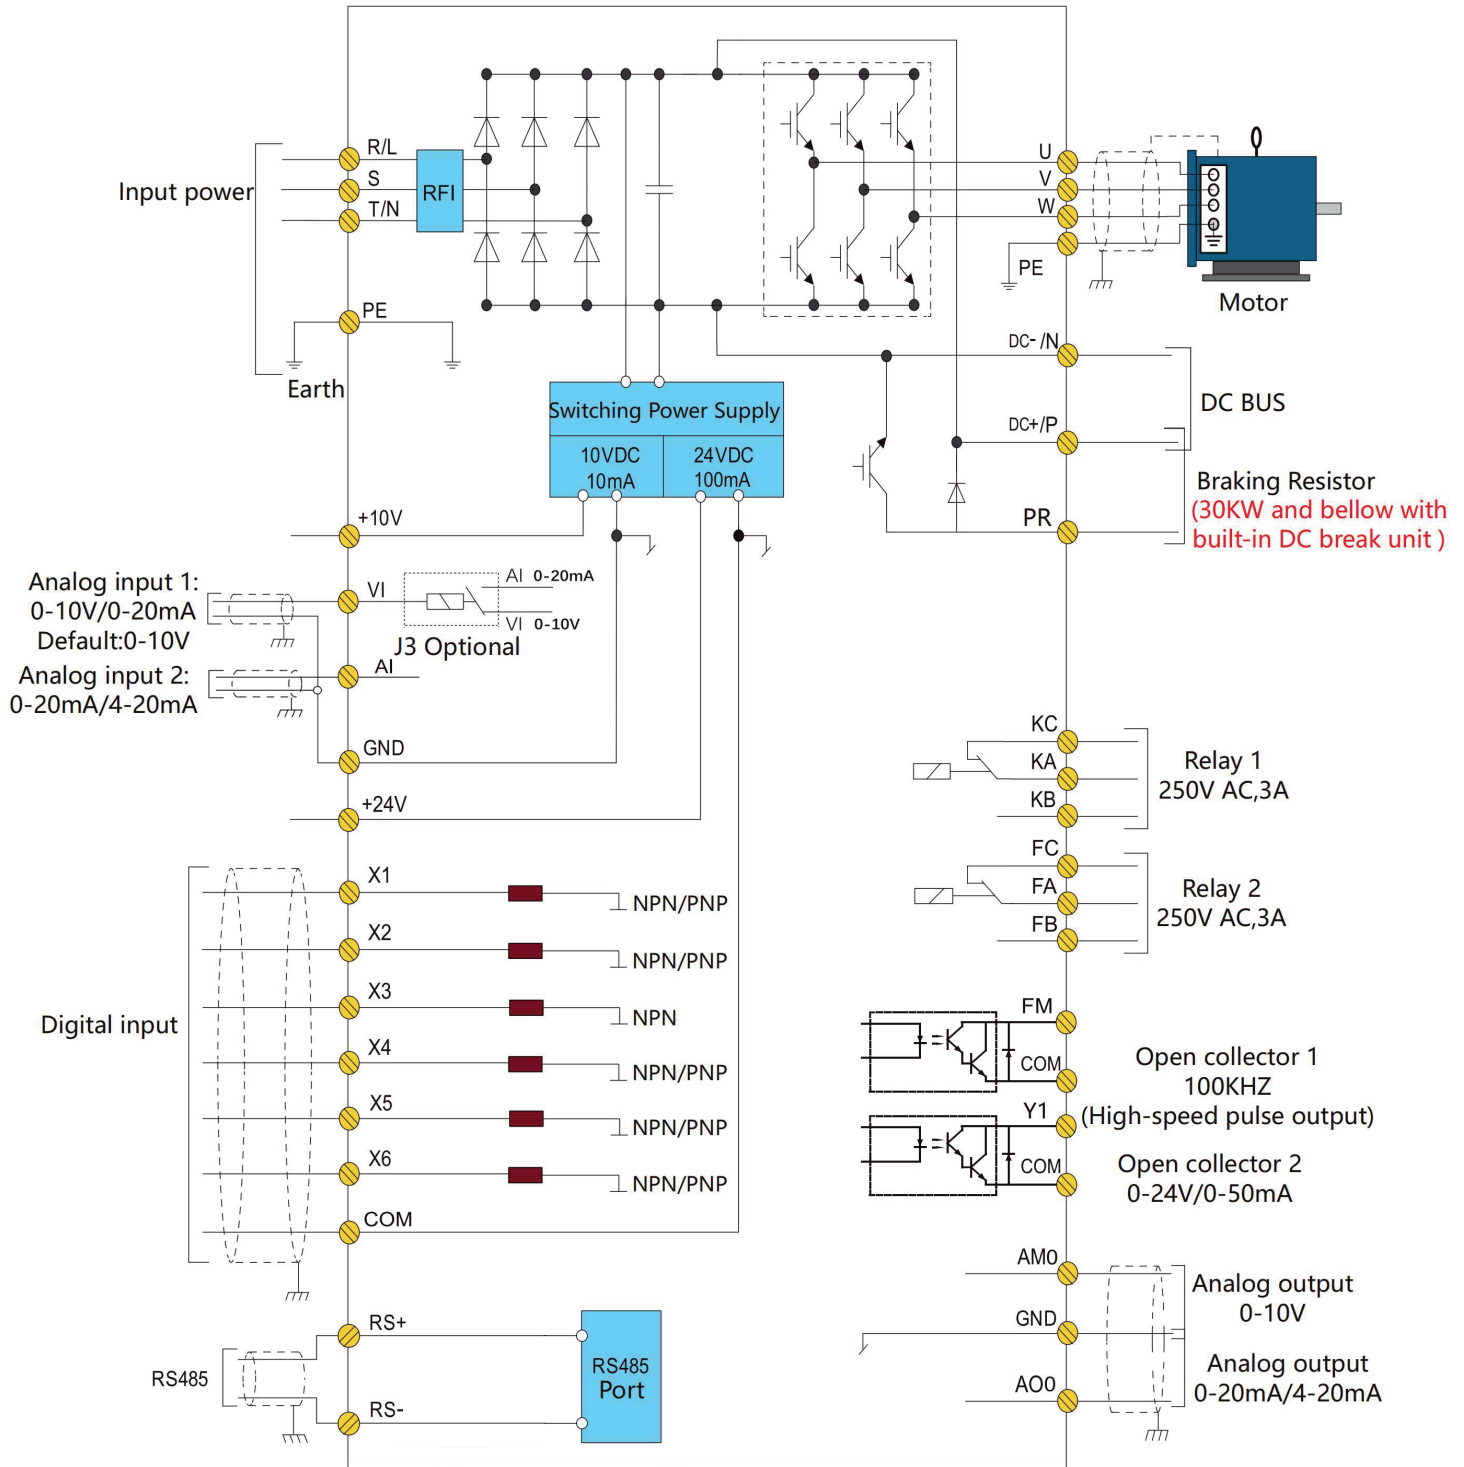 R/L
S
T/N
Input power
RFI
PE
Earth
U
V
W
PE
Motor
DC-/N
DC BUS
DC+/P
Braking Resistor
(30KW and bellow with
built-in DC break unit )
PR
Switching Power Supply
10VDC
10mA
24VDC
100mA
+10V
Analog input 1:
0-10V/0-20mA
Default:0-10V
VI
AI 0-20mA
VI 0-10V
J3 Optional
Analog input 2:
0-20mA/4-20mA
AI
GND
+24V
KC
KA
KB
Relay 1
250V AC,3A
FC
FA
FB
Relay 2
250V AC,3A
Digital input
X1
NPN/PNP
X2
NPN/PNP
X3
NPN
X4
NPN/PNP
X5
NPN/PNP
X6
NPN/PNP
COM
FM
COM
Open collector 1
100KHZ
(High-speed pulse output)
Y1
COM
Open collector 2
0-24V/0-50mA
AM0
GND
AO0
Analog output
0-10V
Analog output
0-20mA/4-20mA
RS485
RS+
RS-
RS485
Port